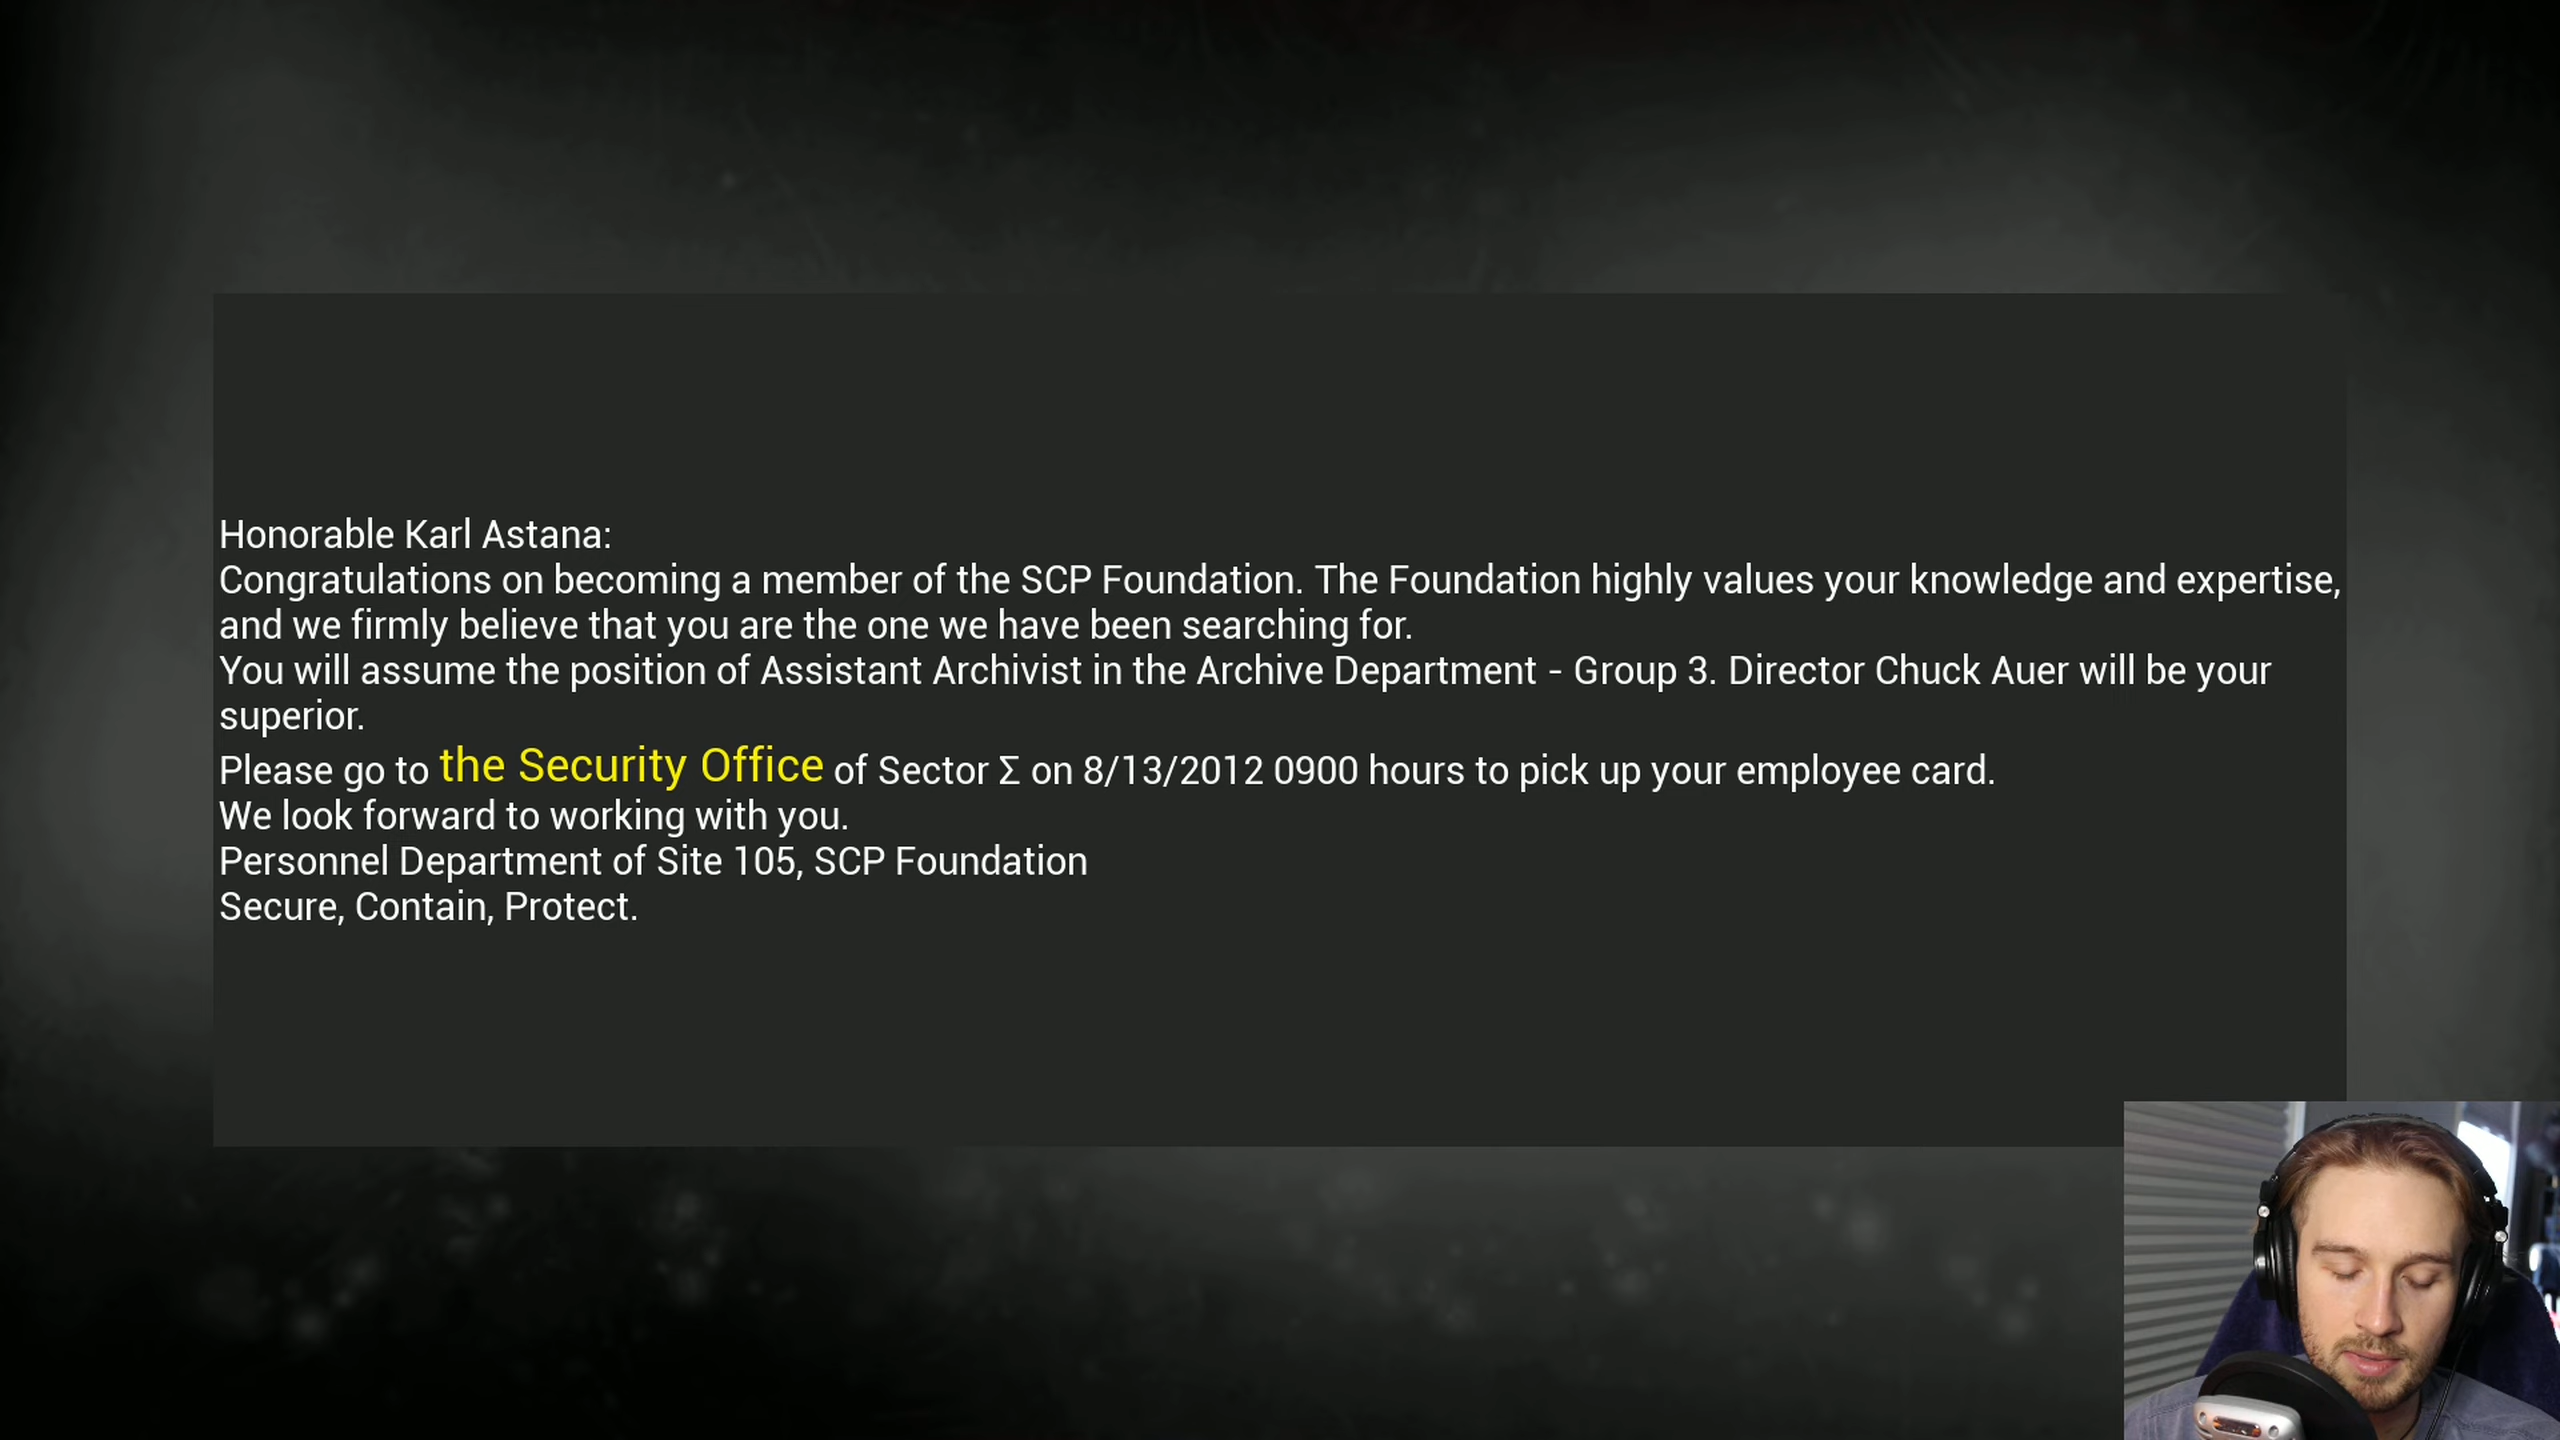 Honorable Karl Astana:
Congratulations on becoming a member of the SCP Foundation. The Foundation highly values your knowledge and expertise,
and we firmly believe that you are the one we have been searching for.
You will assume the position of Assistant Archivist in the Archive Department - Group 3. Director Chuck Auer will be your
superior.
Please go to the Security Office of Sector Σ on 8/13/2012 0900 hours to pick up your employee card.
We look forward to working with you.
Personnel Department of Site 105, SCP Foundation
Secure, Contain, Protect.